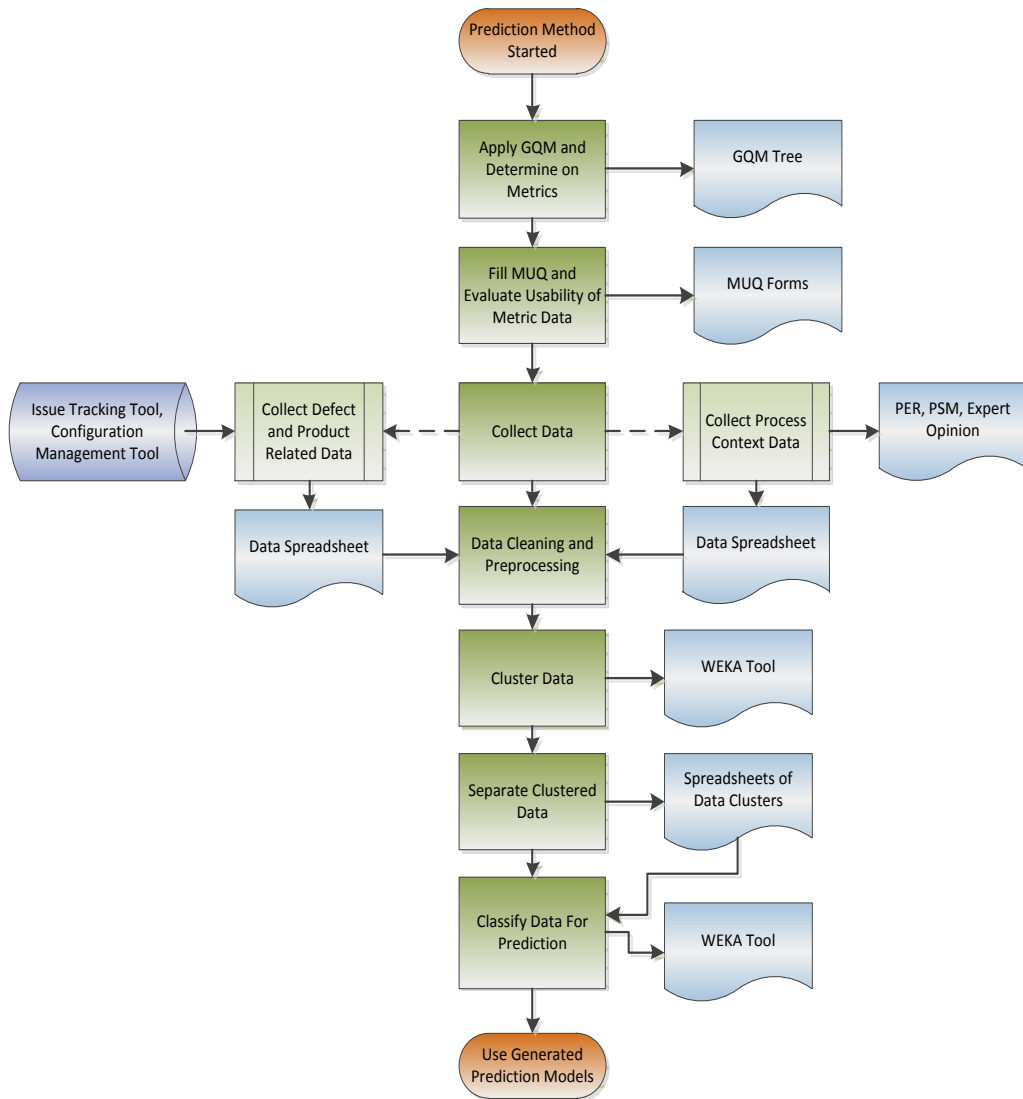 Prediction Method
Started
Apply GQM and
Determine on
Metrics
GQM Tree
Fill MUQ and
Evaluate Usability of
Metric Data
MUQ Forms
Issue Tracking Tool,
Configuration
Management Tool
Collect Defect
and Product
Related Data
Collect Data
Collect Process
Context Data
PER, PSM, Expert
Opinion
Data Spreadsheet
Data Cleaning and
Preprocessing
Data Spreadsheet
Cluster Data
WEKA Tool
Separate Clustered
Data
Spreadsheets of
Data Clusters
Classify Data For
Prediction
WEKA Tool
Use Generated
Prediction Models